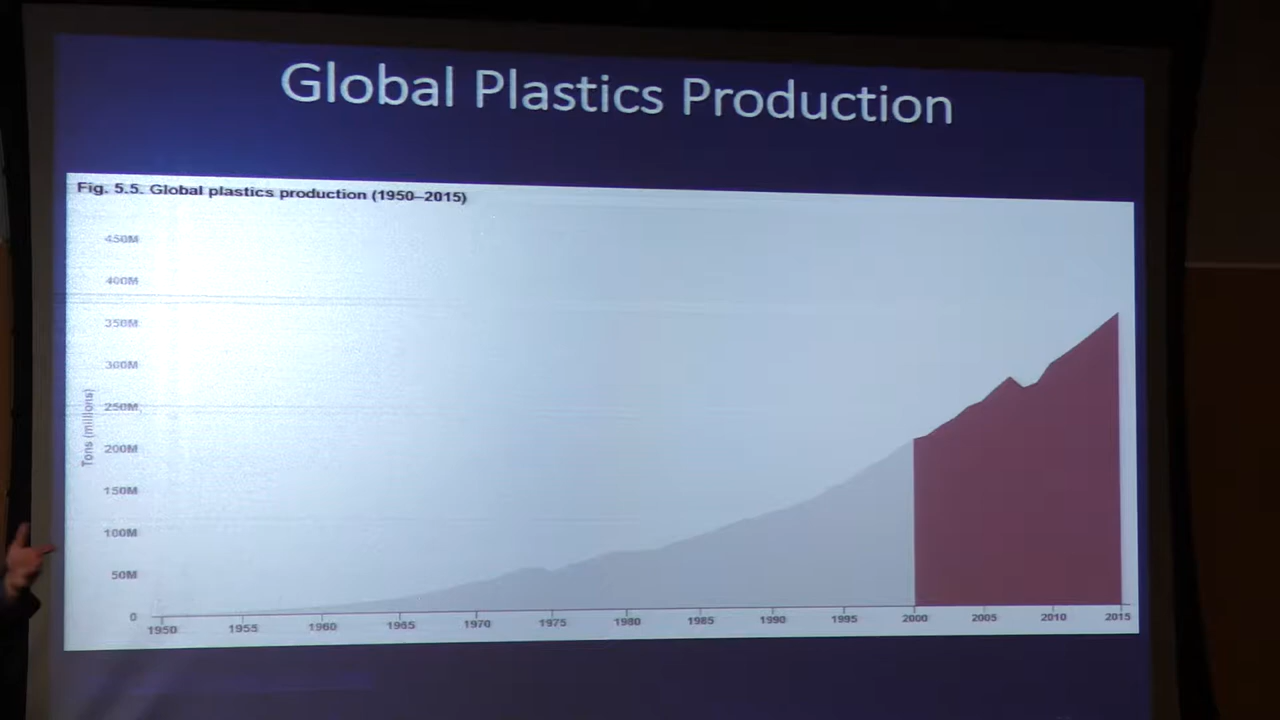 Global Plastics Production
Fig. 5.5. Global plastics production (1950–2015)
450M
400M
350M
300M
250M
200M
150M
100M
50M
0
Tons (millions)
1950 1955 1960 1965 1970 1975 1980 1985 1990 1995 2000 2005 2010 2015